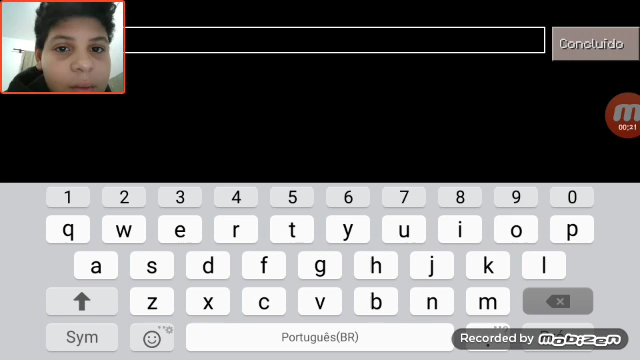 Concluído
00:21
1 2 3 4 5 6 7 8 9 0
q w e r t y u i o p
a s d f g h j k l
z x c v b n m
Sym Português(BR)
Recorded by mobizen